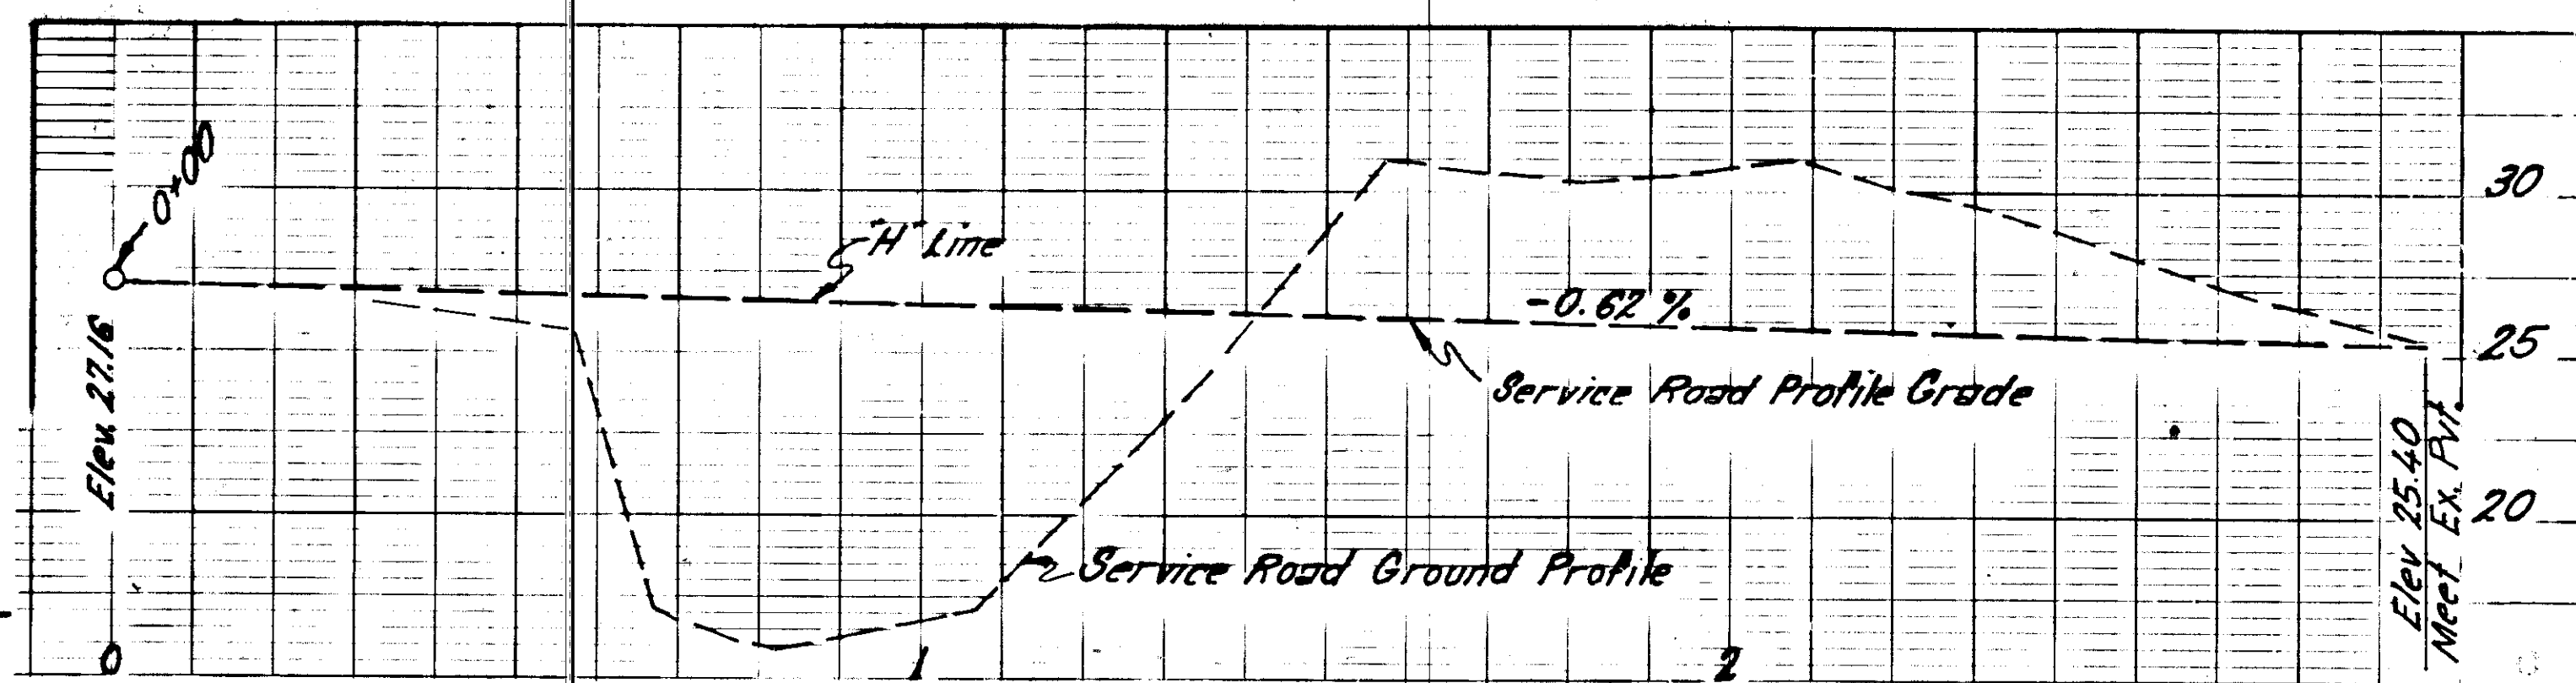 0+00
Elev. 27.16
"H" Line
-0.62 %
Service Road Profile Grade
Service Road Ground Profile
30
25
20
Elev 25.40
Meet Ex. Pvt.
0
1
2